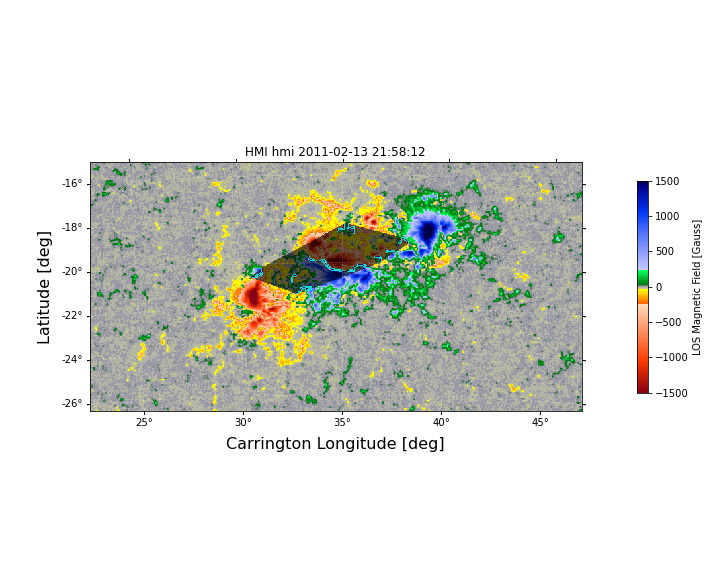 HMI hmi 2011-02-13 21:58:12
-16°
-18°
-20°
-22°
-24°
-26°
Latitude [deg]
25° 30° 35° 40° 45°
Carrington Longitude [deg]
1500
1000
500
0
−500
−1000
−1500
LOS Magnetic Field [Gauss]